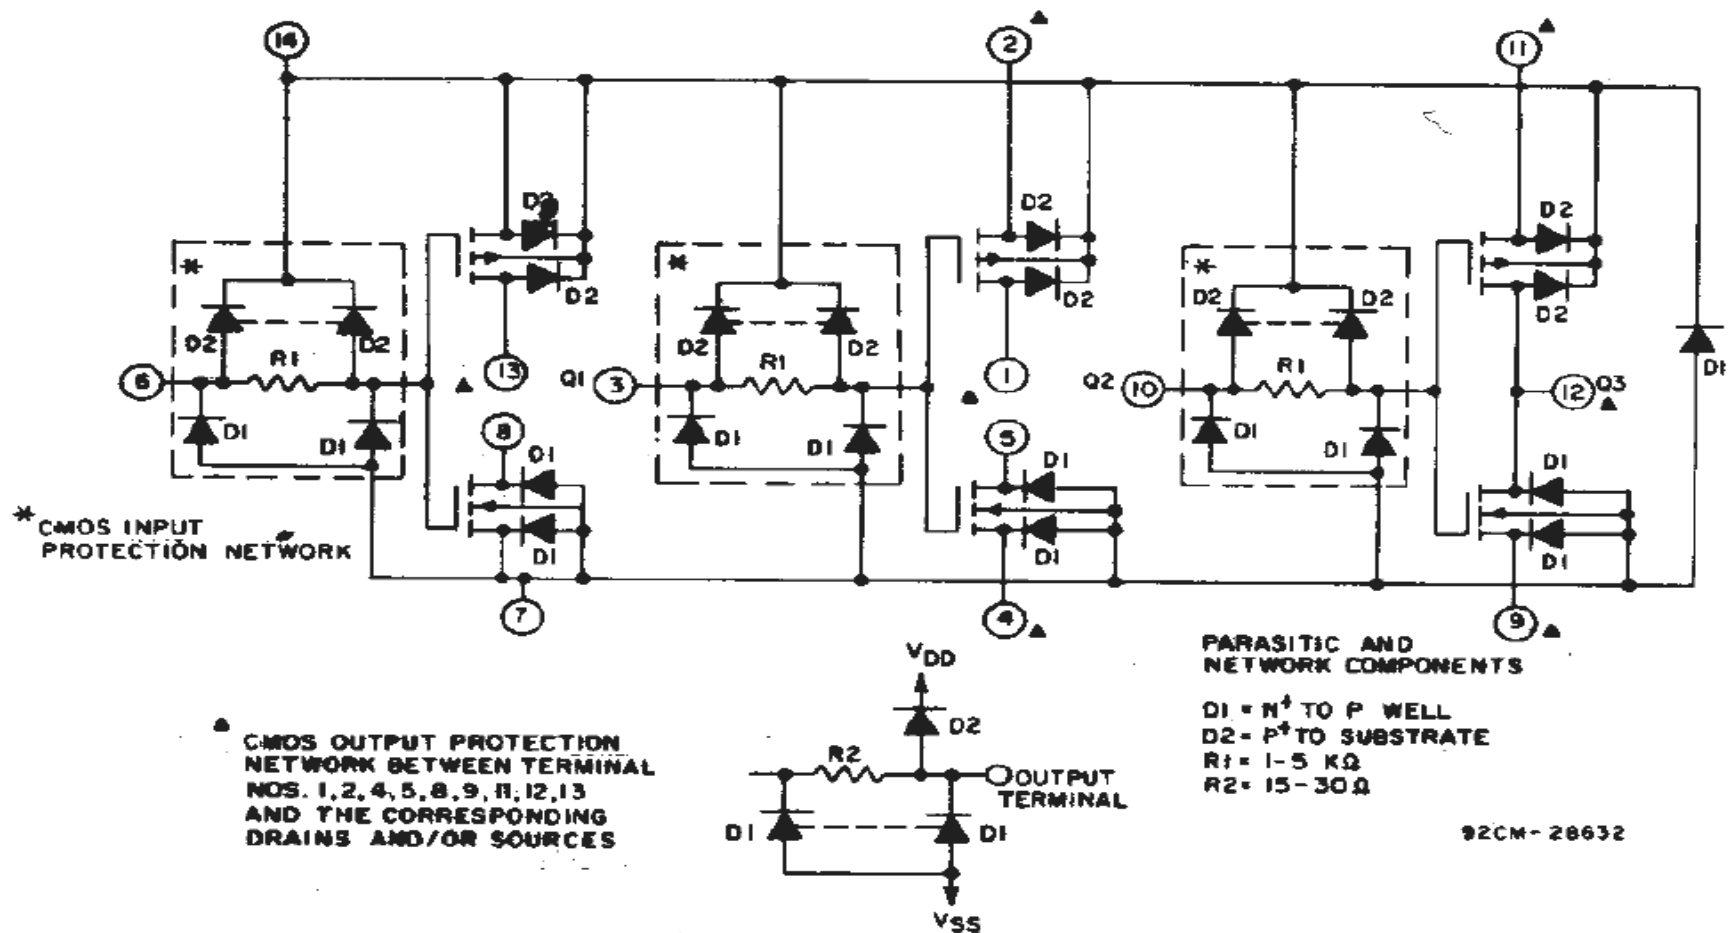 14
2 ▲
11 ▲
D2
D2
D2
D2
D2
D2
*
D2
D2
R1
6
13
▲
Q1
3
*
D2
D2
R1
1
▲
Q2
10
*
D2
D2
R1
12 Q3
▲
D1
D1
D1
8
D1
D1
D1
D1
5
D1
D1
D1
D1
D1
D1
7
4 ▲
9 ▲
* CMOS INPUT
PROTECTION NETWORK
▲ CMOS OUTPUT PROTECTION
NETWORK BETWEEN TERMINAL
NOS. 1, 2, 4, 5, 8, 9, 11, 12, 13
AND THE CORRESPONDING
DRAINS AND/OR SOURCES
VDD
D2
R2
OUTPUT
TERMINAL
D1
D1
VSS
PARASITIC AND
NETWORK COMPONENTS
D1 = N+ TO P WELL
D2 = P+ TO SUBSTRATE
R1 = 1-5 KΩ
R2 = 15-30 Ω
92CM-28632